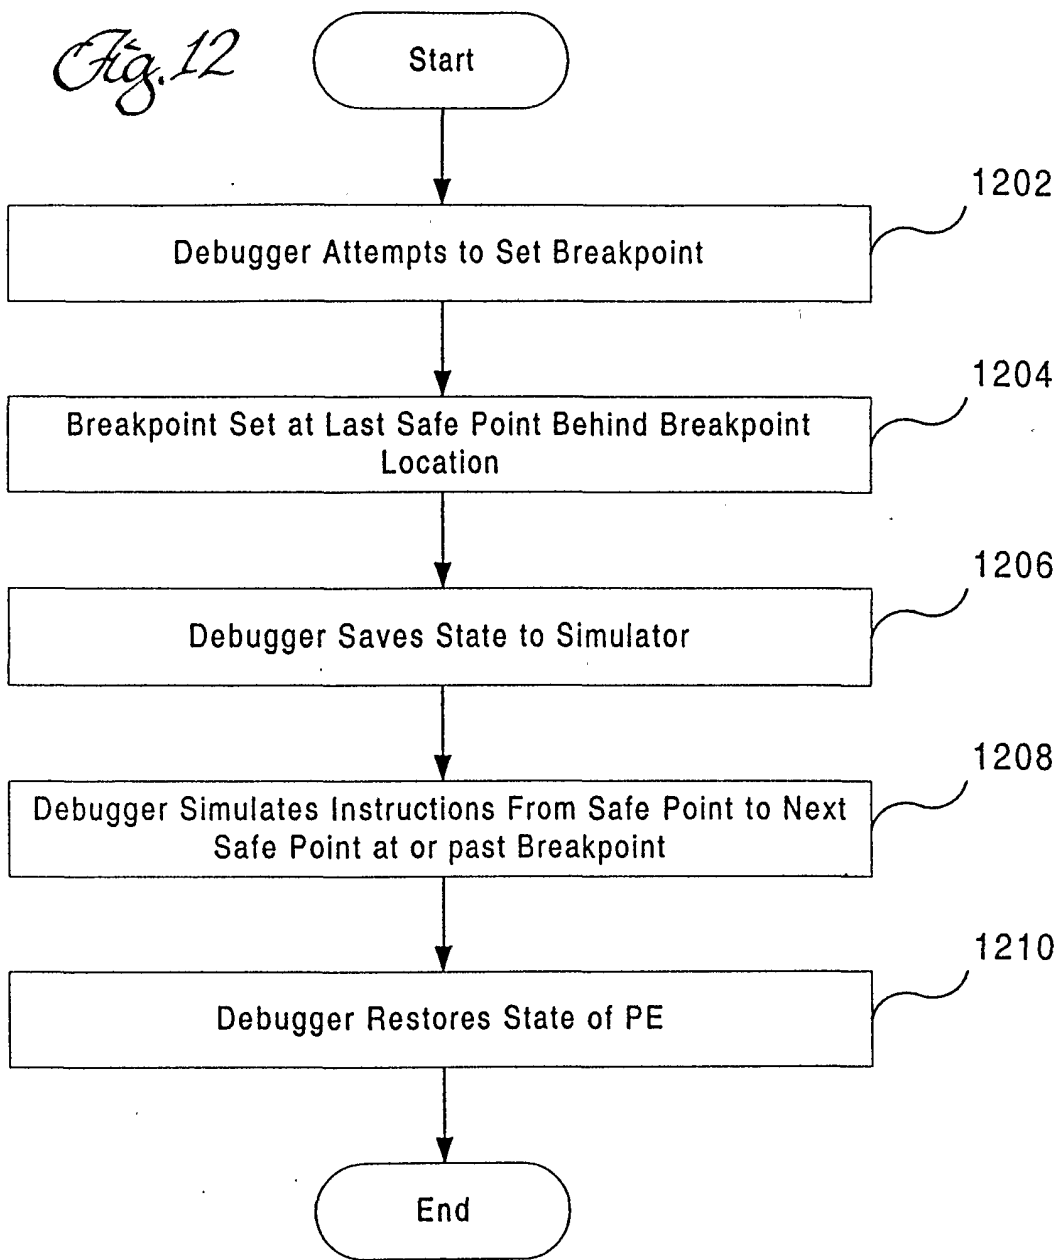 Fig. 12
Start
1202
Debugger Attempts to Set Breakpoint
1204
Breakpoint Set at Last Safe Point Behind Breakpoint
Location
1206
Debugger Saves State to Simulator
1208
Debugger Simulates Instructions From Safe Point to Next
Safe Point at or past Breakpoint
1210
Debugger Restores State of PE
End